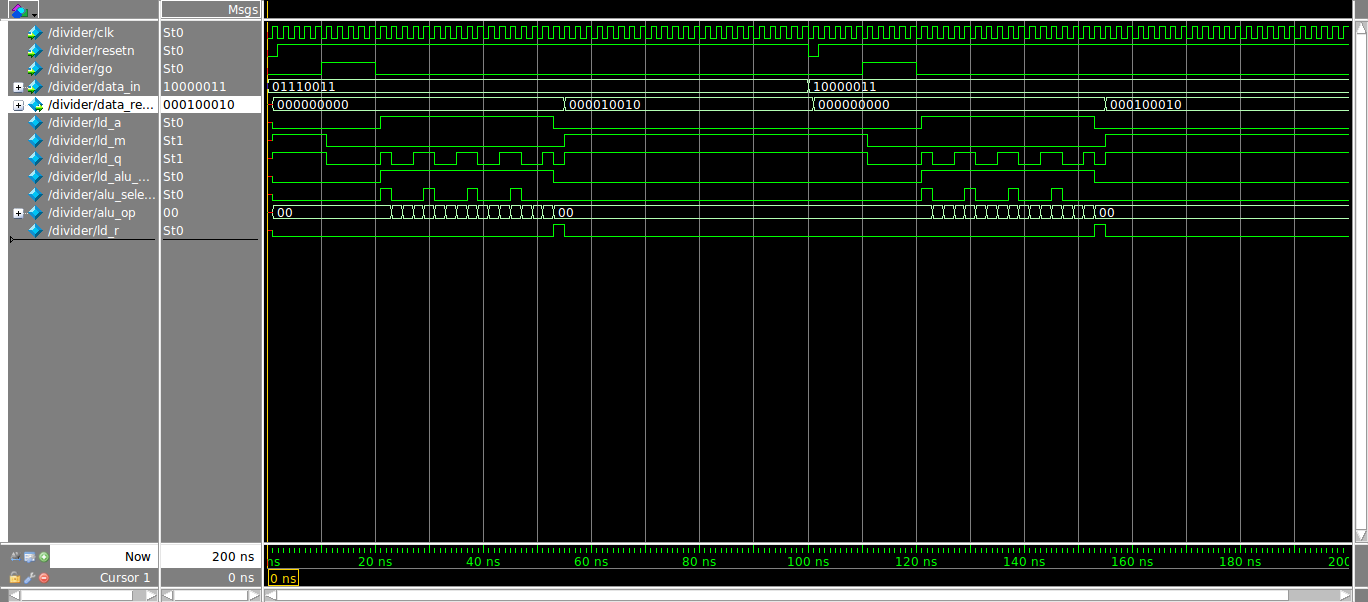 Msgs
/divider/clk St0
/divider/resetn St0
/divider/go St0
/divider/data_in 10000011 01110011 10000011
/divider/data_re... 000100010 000000000 000010010 000000000 000100010
/divider/ld_a St0
/divider/ld_m St1
/divider/ld_q St1
/divider/ld_alu_... St0
/divider/alu_sele... St0
/divider/alu_op 00 00 00 00
/divider/ld_r St0
Now 200 ns ns 20 ns 40 ns 60 ns 80 ns 100 ns 120 ns 140 ns 160 ns 180 ns 200
Cursor 1 0 ns 0 ns